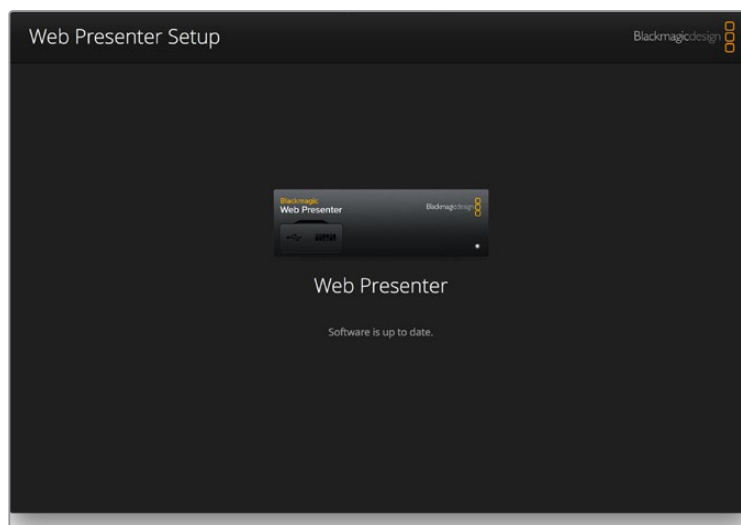 Web Presenter Setup
Blackmagicdesign
Blackmagic
Web Presenter
Blackmagicdesign
Web Presenter
Software is up to date.